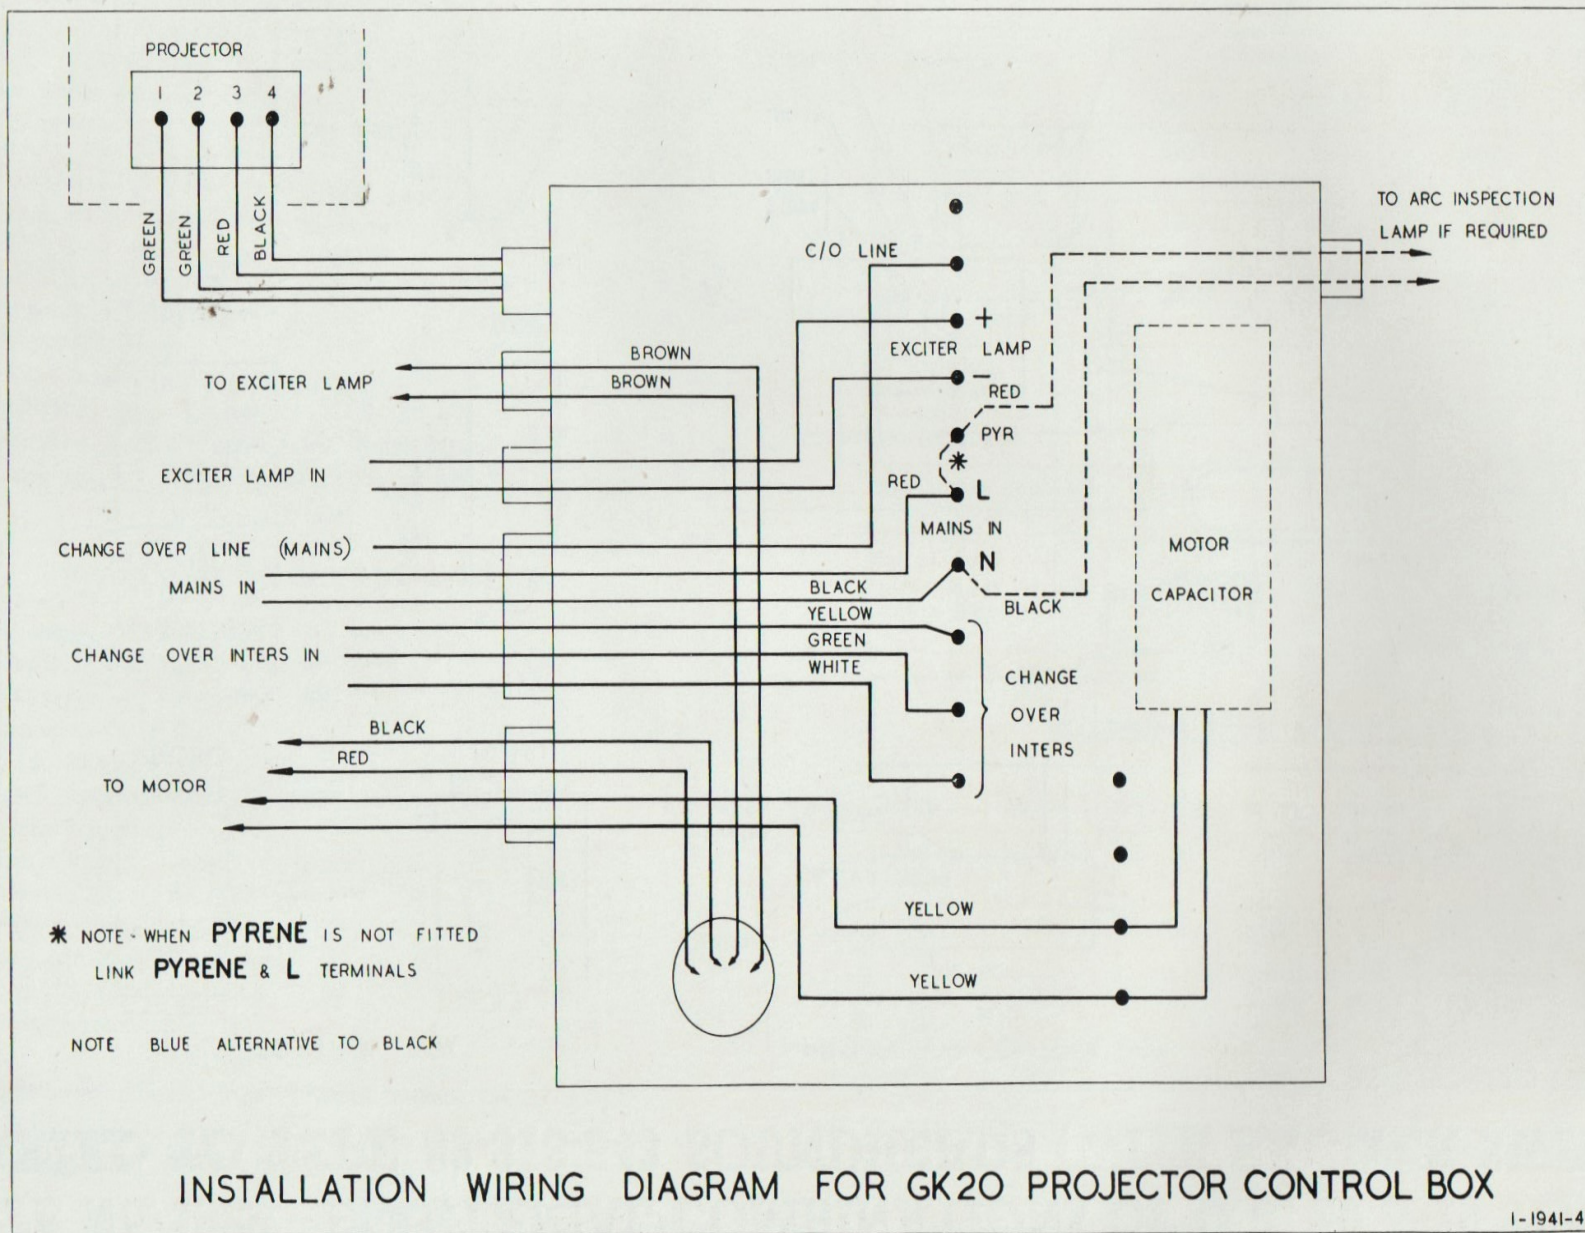 PROJECTOR
1 2 3 4
GREEN
GREEN
RED
BLACK
TO ARC INSPECTION
LAMP IF REQUIRED
C/O LINE
+
EXCITER LAMP
−
RED
PYR
*
RED
L
MAINS IN
N
BLACK
BLACK
YELLOW
GREEN
WHITE
CHANGE
OVER
INTERS
MOTOR
CAPACITOR
BROWN
BROWN
TO EXCITER LAMP
EXCITER LAMP IN
CHANGE OVER LINE (MAINS)
MAINS IN
CHANGE OVER INTERS IN
BLACK
RED
TO MOTOR
YELLOW
YELLOW
* NOTE - WHEN PYRENE IS NOT FITTED
LINK PYRENE & L TERMINALS
NOTE BLUE ALTERNATIVE TO BLACK
INSTALLATION WIRING DIAGRAM FOR GK20 PROJECTOR CONTROL BOX
1-1941-4